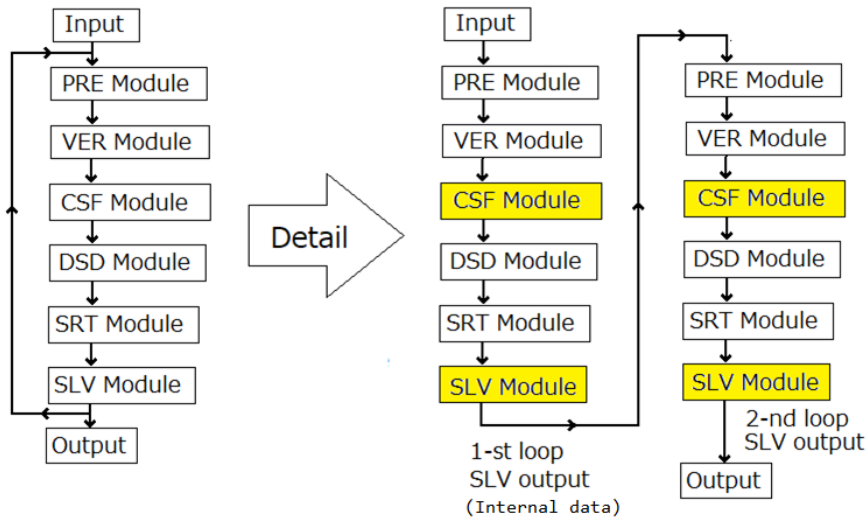 Input
PRE Module
VER Module
CSF Module
DSD Module
SRT Module
SLV Module
Output
Detail
Input
PRE Module
VER Module
CSF Module
DSD Module
SRT Module
SLV Module
1-st loop
SLV output
(Internal data)
PRE Module
VER Module
CSF Module
DSD Module
SRT Module
SLV Module
2-nd loop
SLV output
Output